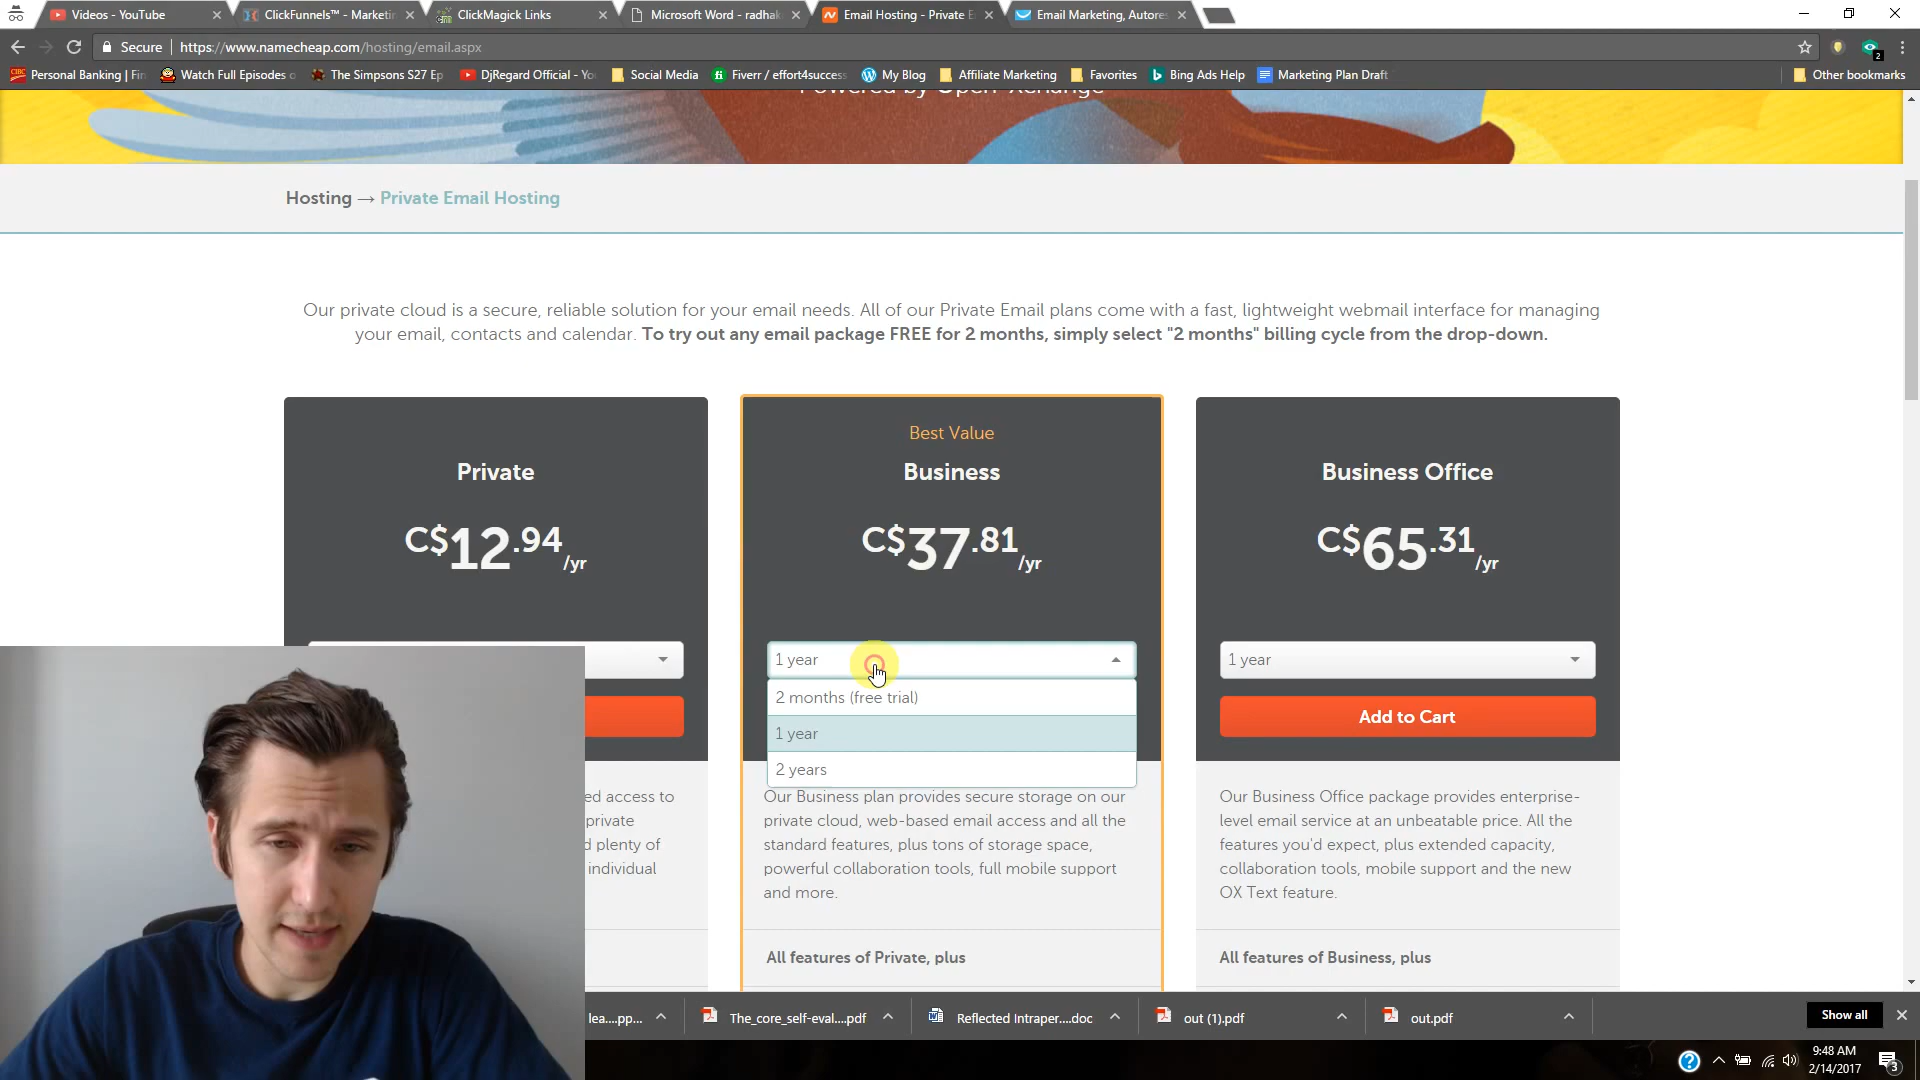 Videos - YouTube
ClickFunnels™ - Marketin
ClickMagick Links
Microsoft Word - radhak
Email Hosting - Private E
Email Marketing, Autores
Secure
https://www.namecheap.com/hosting/email.aspx
Personal Banking | Fin
Watch Full Episodes o
The Simpsons S27 Ep
DjRegard Official - Yo
Social Media
Fiverr / effort4success
My Blog
Affiliate Marketing
Favorites
Bing Ads Help
Marketing Plan Draft
Other bookmarks
Powered by Open-Xchange
Hosting → Private Email Hosting
Our private cloud is a secure, reliable solution for your email needs. All of our Private Email plans come with a fast, lightweight webmail interface for managing
your email, contacts and calendar. To try out any email package FREE for 2 months, simply select "2 months" billing cycle from the drop-down.
Private
C$12.94/yr
Best Value
Business
C$37.81/yr
1 year
2 months (free trial)
1 year
2 years
Business Office
C$65.31/yr
1 year
Add to Cart
ed access to
private
d plenty of
individual
Our Business plan provides secure storage on our
private cloud, web-based email access and all the
standard features, plus tons of storage space,
powerful collaboration tools, full mobile support
and more.
All features of Private, plus
Our Business Office package provides enterprise-
level email service at an unbeatable price. All the
features you'd expect, plus extended capacity,
collaboration tools, mobile support and the new
OX Text feature.
All features of Business, plus
lea....pp...
The_core_self-eval....pdf
Reflected Intraper....doc
out (1).pdf
out.pdf
Show all
9:48 AM
2/14/2017
3